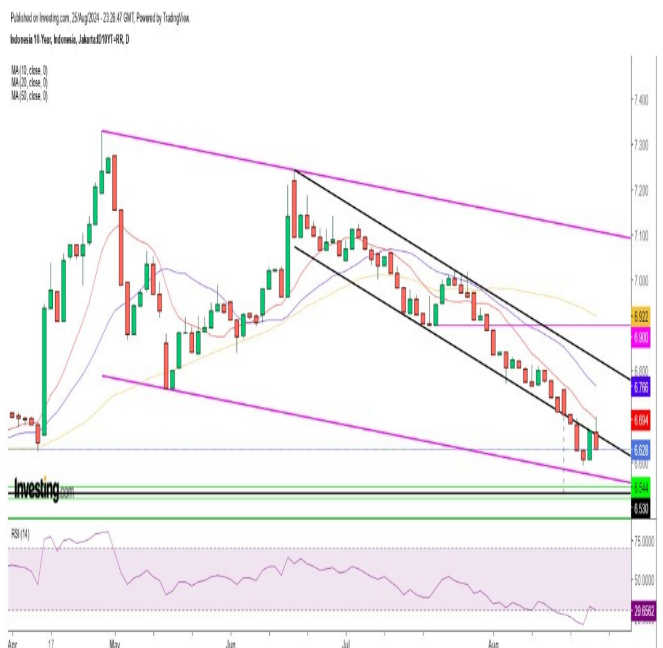 Published on Investing.com, 25/Aug/2024 - 23:26:47 GMT, Powered by TradingView.
Indonesia 10-Year, Indonesia, Jakarta:ID10YT=RR, D
MA (10, close, 0)
MA (20, close, 0)
MA (50, close, 0)
7.400
7.300
7.200
7.100
7.000
6.922
6.900
6.800
6.766
6.694
6.628
6.600
6.544
6.530
Investing.com
RSI (14)
75.0000
50.0000
29.6562
Apr 17 May Jun Jul Aug